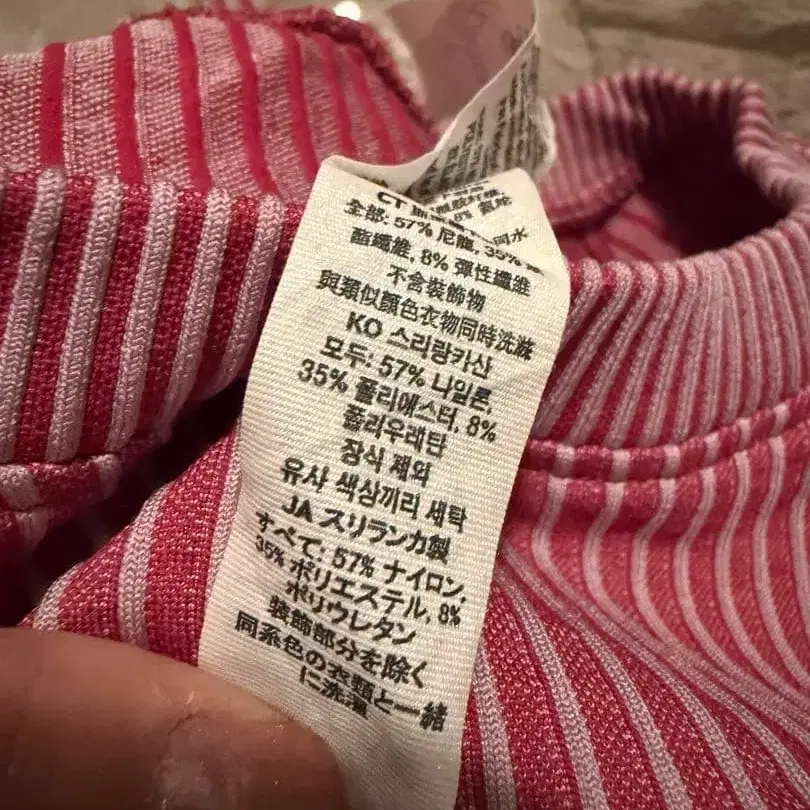 CT
全部: 57% 尼龍, 35% 聚
酯纖維, 8% 彈性纖維
不含裝飾物
與類似顏色衣物同時洗滌
KO 스리랑카산
모두: 57% 나일론,
35% 폴리에스터, 8%
폴리우레탄
장식 제외
유사 색상끼리 세탁
JA スリランカ製
すべて: 57% ナイロン,
35% ポリエステル, 8%
ポリウレタン
装飾部分を除く
同系色の衣類と一緒
に洗濯